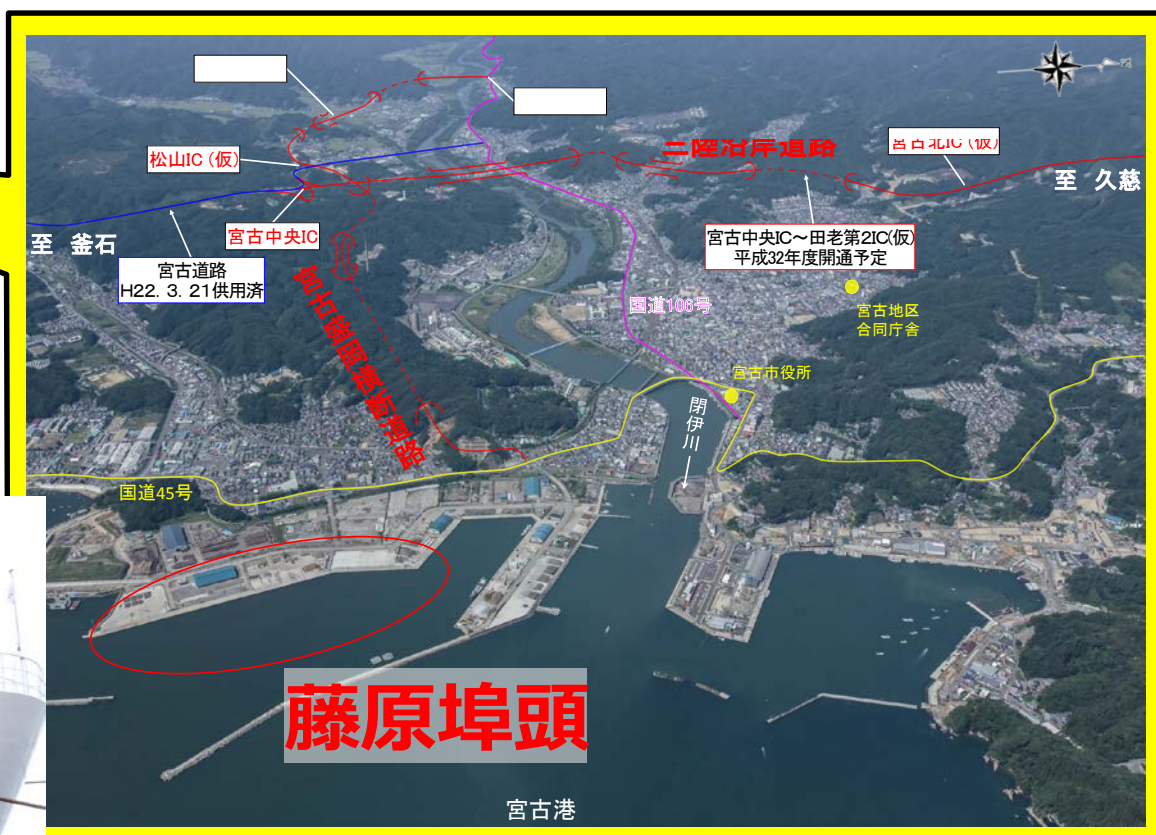 松山IC (仮)
三陸沿岸道路
宮古北IC (仮)
至 久慈
至 釜石
宮古中央IC
宮古道路
H22. 3. 21供用済
宮古中央IC～田老第2IC(仮)
平成32年度開通予定
宮古盛岡横断道路
国道106号
宮古地区
合同庁舎
宮古市役所
閉伊川
国道45号
藤原埠頭
宮古港